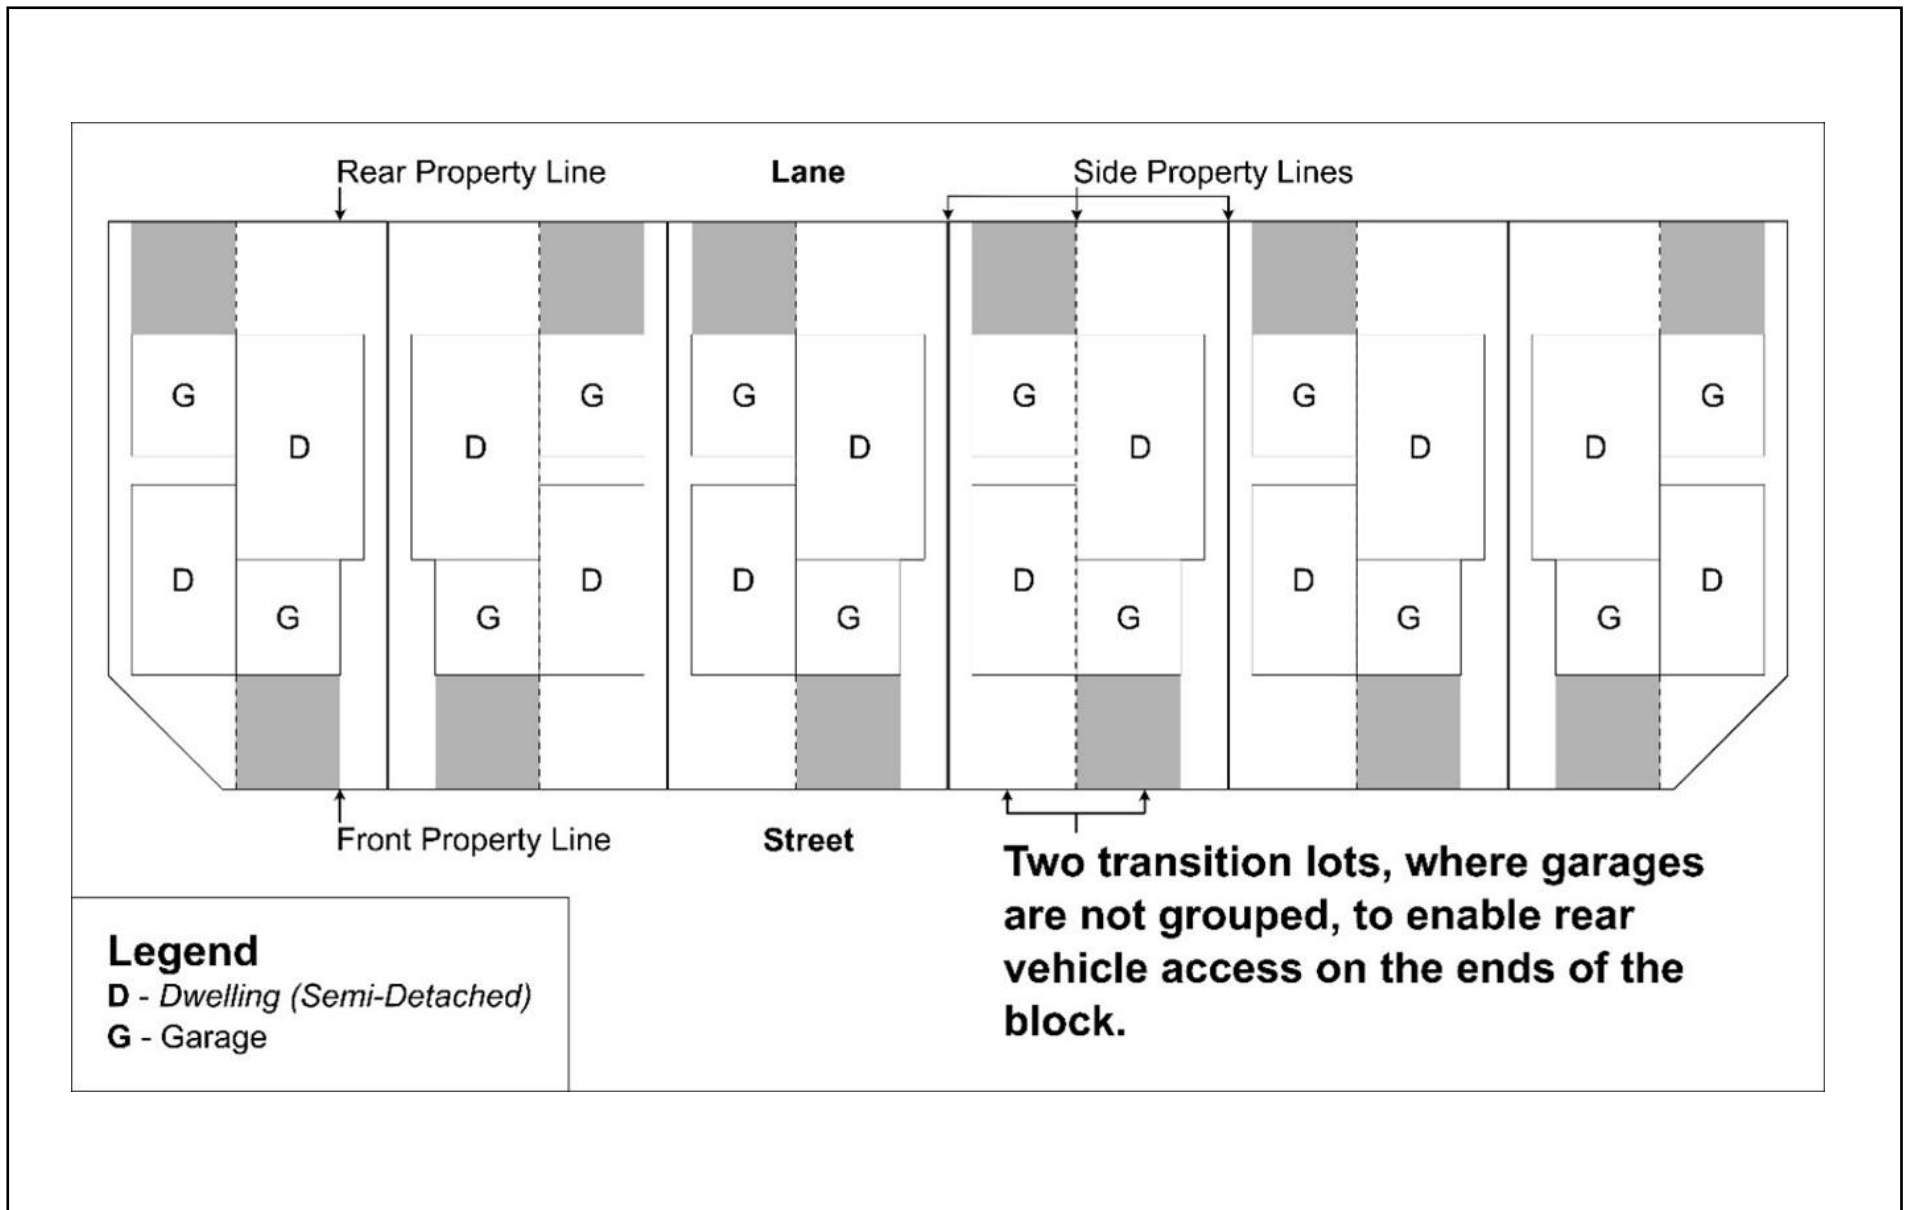 Rear Property Line
Lane
Side Property Lines
G
G
G
G
G
G
D
D
D
D
D
D
D
D
D
D
D
D
G
G
G
G
G
G
Front Property Line
Street
Two transition lots, where garages
are not grouped, to enable rear
vehicle access on the ends of the
block.
Legend
D - Dwelling (Semi-Detached)
G - Garage